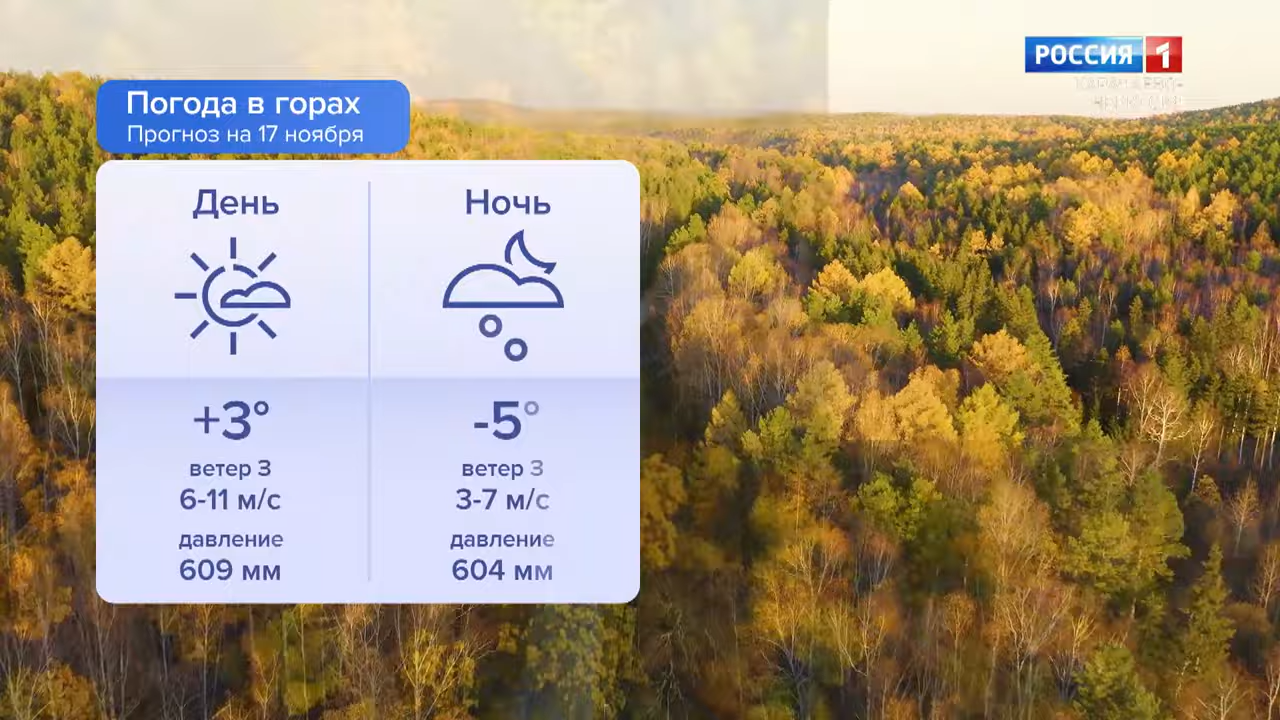 Погода в горах
Прогноз на 17 ноября
РОССИЯ 1
День
Ночь
+3°
-5°
ветер З
ветер З
6-11 м/с
3-7 м/с
давление
давление
609 мм
604 мм